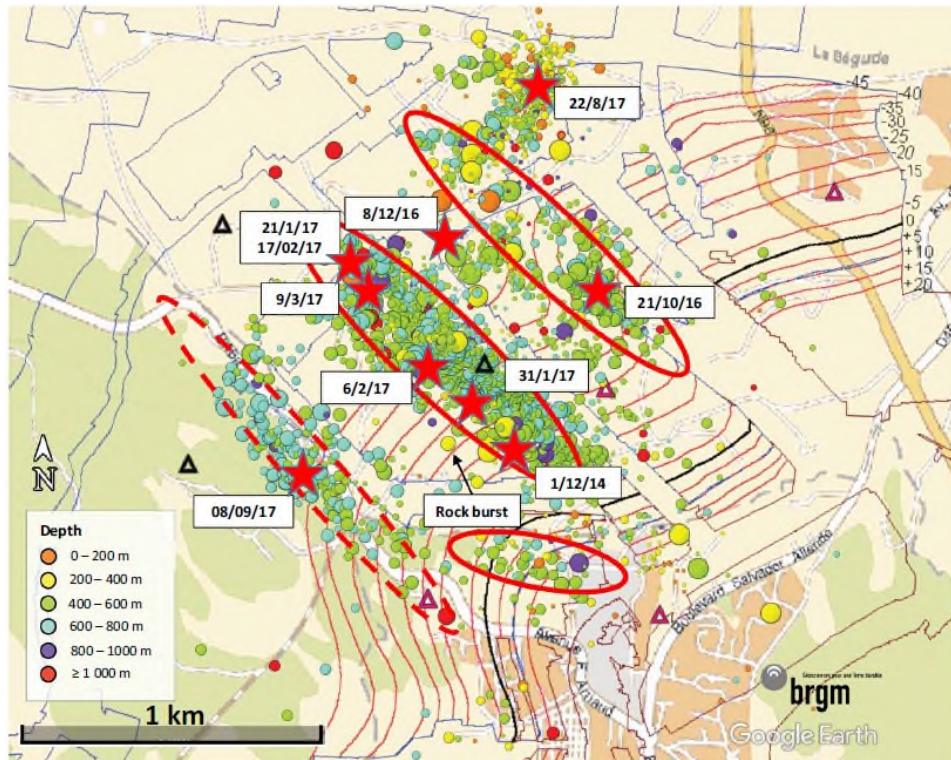 La Bégude
22/8/17
-45
-40
-35
-30
-25
-20
-15
-5
0
+5
+10
+15
+20
8/12/16
21/1/17
17/02/17
9/3/17
21/10/16
31/1/17
6/2/17
1/12/14
Rock burst
08/09/17
N
Depth
0 – 200 m
200 – 400 m
400 – 600 m
600 – 800 m
800 – 1000 m
≥ 1 000 m
1 km
Boulevard Salvador Allende
brgm
Google Earth